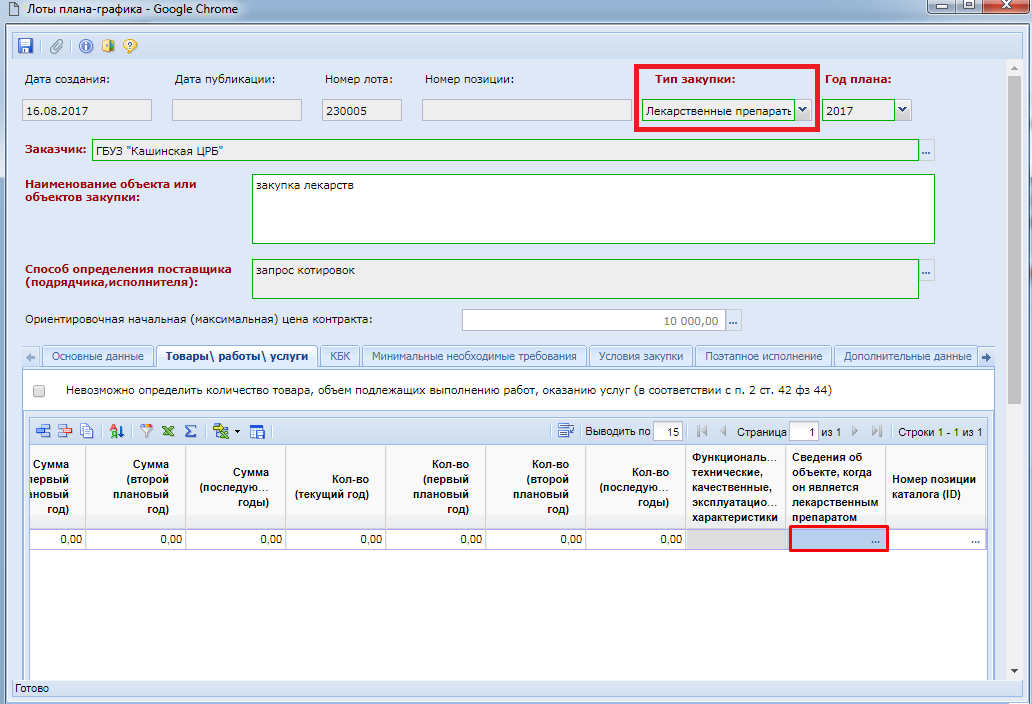 Лоты плана-графика - Google Chrome
Дата создания: Дата публикации: Номер лота: Номер позиции: Тип закупки: Год плана:
16.08.2017 230005 Лекарственные препараты 2017
Заказчик: ГБУЗ "Кашинская ЦРБ" ...
Наименование объекта или закупка лекарств
объектов закупки:
Способ определения поставщика запрос котировок ...
(подрядчика,исполнителя):
Ориентировочная начальная (максимальная) цена контракта: 10 000,00 ...
Основные данные Товары\ работы\ услуги КБК Минимальные необходимые требования Условия закупки Поэтапное исполнение Дополнительные данные
Невозможно определить количество товара, объем подлежащих выполнению работ, оказанию услуг (в соответствии с п. 2 ст. 42 фз 44)
Выводить по 15 Страница 1 из 1 Строки 1 - 1 из 1
Сумма
первый
ановый
год)
Сумма
(второй
плановый
год)
Сумма
(последую...
годы)
Кол-во
(текущий год)
Кол-во
(первый
плановый
год)
Кол-во
(второй
плановый
год)
Кол-во
(последую...
годы)
Функциональ...
технические,
качественные,
эксплуатацио...
характеристики
Сведения об
объекте, когда
он является
лекарственным
препаратом
Номер позиции
каталога (ID)
0,00 0,00 0,00 0,00 0,00 0,00 0,00 ... ...
Готово